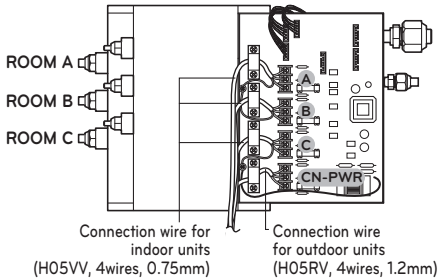 ROOM A
ROOM B
ROOM C
A
B
C
CN-PWR
Connection wire for
indoor units
(H05VV, 4wires, 0.75mm)
Connection wire
for outdoor units
(H05RV, 4wires, 1.2mm)